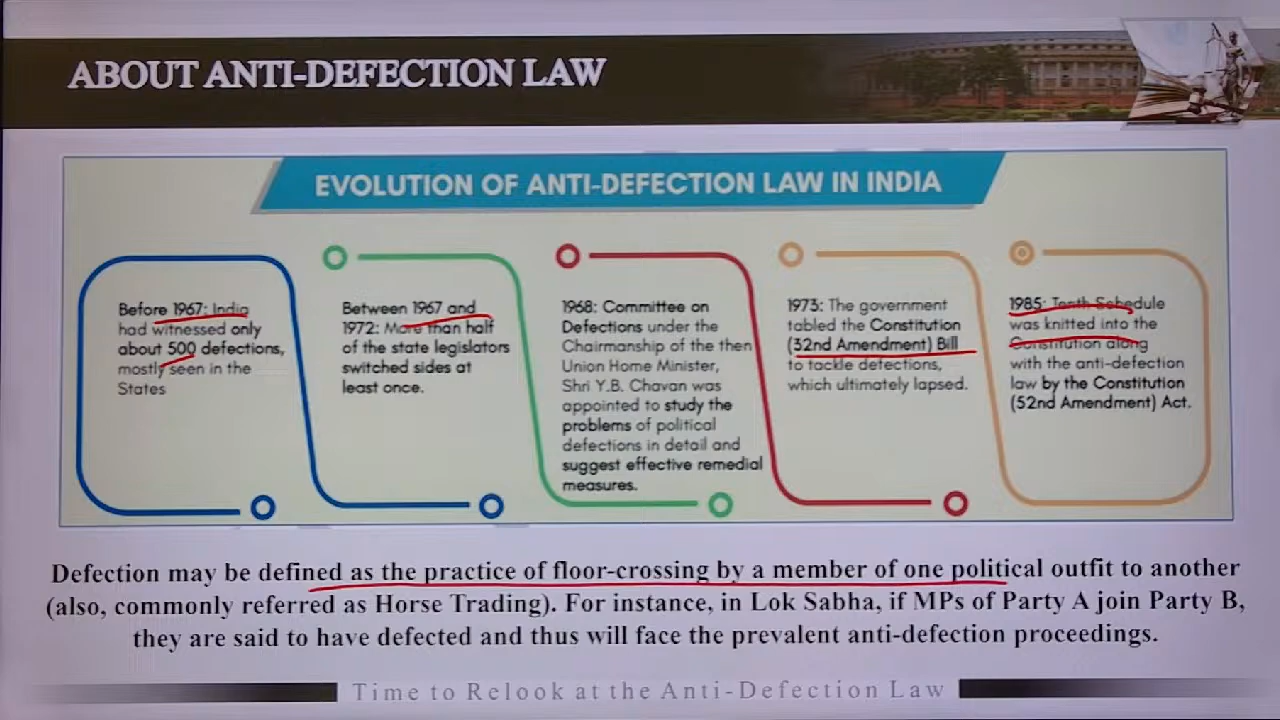 ABOUT ANTI-DEFECTION LAW
EVOLUTION OF ANTI-DEFECTION LAW IN INDIA
Before 1967: India
had witnessed only
about 500 defections,
mostly seen in the
States
Between 1967 and
1972: More than half
of the state legislators
switched sides at
least once.
1968: Committee on
Defections under the
Chairmanship of the then
Union Home Minister,
Shri Y.B. Chavan was
appointed to study the
problems of political
defections in detail and
suggest effective remedial
measures.
1973: The government
tabled the Constitution
(32nd Amendment) Bill
to tackle defections,
which ultimately lapsed.
1985: Tenth Schedule
was knitted into the
Constitution along
with the anti-defection
law by the Constitution
(52nd Amendment) Act.
Defection may be defined as the practice of floor-crossing by a member of one political outfit to another
(also, commonly referred as Horse Trading). For instance, in Lok Sabha, if MPs of Party A join Party B,
they are said to have defected and thus will face the prevalent anti-defection proceedings.
Time to Relook at the Anti-Defection Law